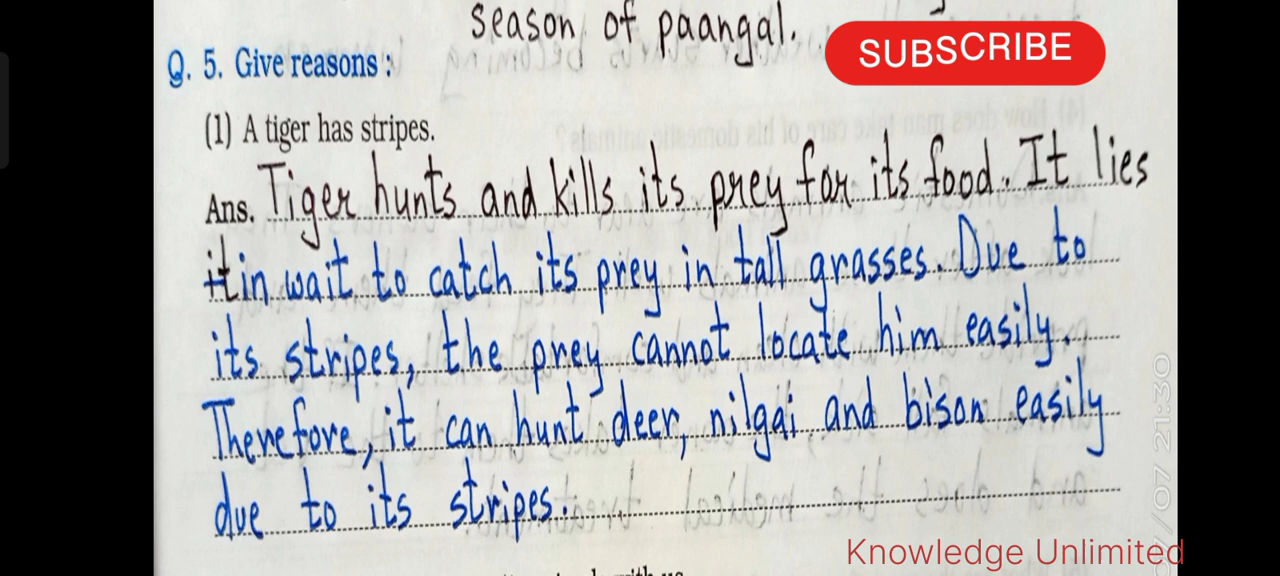 season of paangal.
SUBSCRIBE
Q. 5. Give reasons :
(1) A tiger has stripes.
Ans. Tiger hunts and kills its prey for its food. It lies
it in wait to catch its prey in tall grasses. Due to
its stripes, the prey cannot locate him easily.
Therefore, it can hunt deer, nilgai and bison easily
due to its stripes.
Knowledge Unlimited
/07 21:30